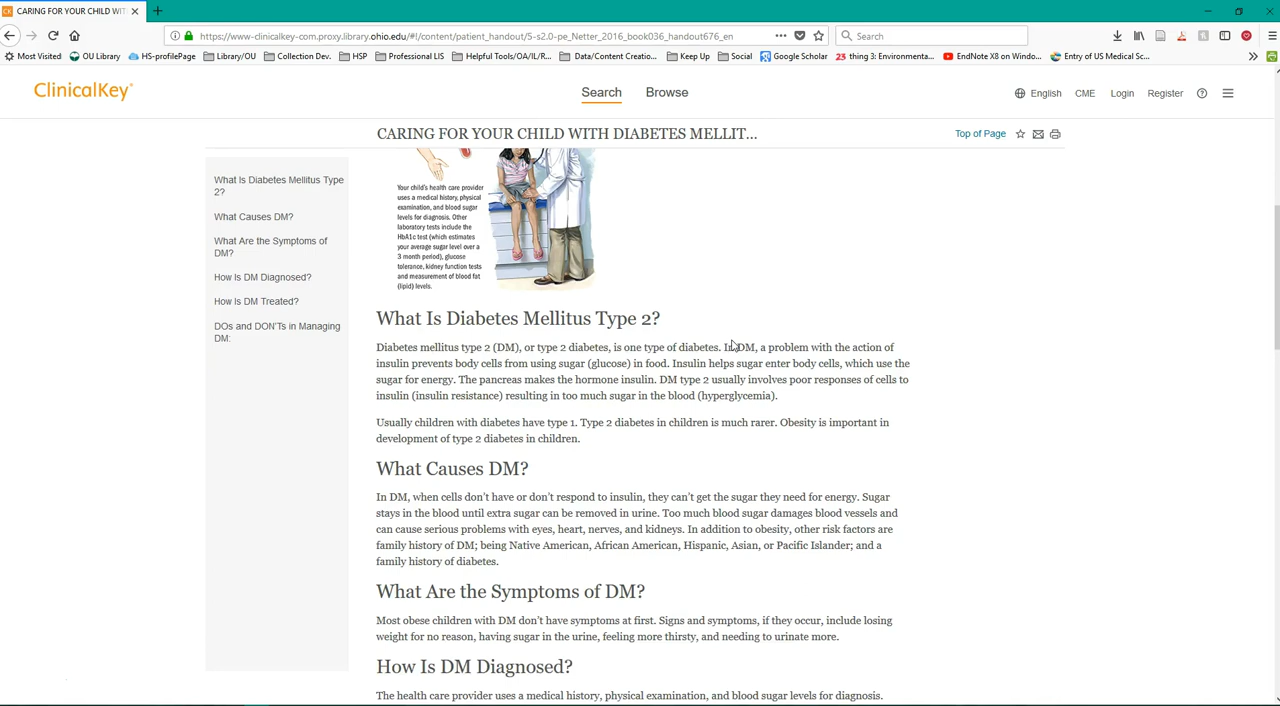 CARING FOR YOUR CHILD WIT
https://www-clinicalkey-com.proxy.library.ohio.edu/#!/content/patient_handout/5-s2.0-pe_Netter_2016_book036_handout676_en
Search
Most Visited
OU Library
HS-profilePage
Library/OU
Collection Dev.
HSP
Professional LIS
Helpful Tools/OA/IL/R...
Data/Content Creatio...
Keep Up
Social
Google Scholar
23 thing 3: Environmenta...
EndNote X8 on Windo...
Entry of US Medical Sc...
ClinicalKey
Search
Browse
English
CME
Login
Register
CARING FOR YOUR CHILD WITH DIABETES MELLIT...
Top of Page
What Is Diabetes Mellitus Type
2?
What Causes DM?
What Are the Symptoms of
DM?
How Is DM Diagnosed?
How Is DM Treated?
DOs and DON'Ts in Managing
DM:
Your child's health care provider
uses a medical history, physical
examination, and blood sugar
levels for diagnosis. Other
laboratory tests include the
HbA1c test (which estimates
your average sugar level over a
3 month period), glucose
tolerance, kidney function tests
and measurement of blood fat
(lipid) levels.
What Is Diabetes Mellitus Type 2?
Diabetes mellitus type 2 (DM), or type 2 diabetes, is one type of diabetes. In DM, a problem with the action of
insulin prevents body cells from using sugar (glucose) in food. Insulin helps sugar enter body cells, which use the
sugar for energy. The pancreas makes the hormone insulin. DM type 2 usually involves poor responses of cells to
insulin (insulin resistance) resulting in too much sugar in the blood (hyperglycemia).
Usually children with diabetes have type 1. Type 2 diabetes in children is much rarer. Obesity is important in
development of type 2 diabetes in children.
What Causes DM?
In DM, when cells don't have or don't respond to insulin, they can't get the sugar they need for energy. Sugar
stays in the blood until extra sugar can be removed in urine. Too much blood sugar damages blood vessels and
can cause serious problems with eyes, heart, nerves, and kidneys. In addition to obesity, other risk factors are
family history of DM; being Native American, African American, Hispanic, Asian, or Pacific Islander; and a
family history of diabetes.
What Are the Symptoms of DM?
Most obese children with DM don't have symptoms at first. Signs and symptoms, if they occur, include losing
weight for no reason, having sugar in the urine, feeling more thirsty, and needing to urinate more.
How Is DM Diagnosed?
The health care provider uses a medical history, physical examination, and blood sugar levels for diagnosis.